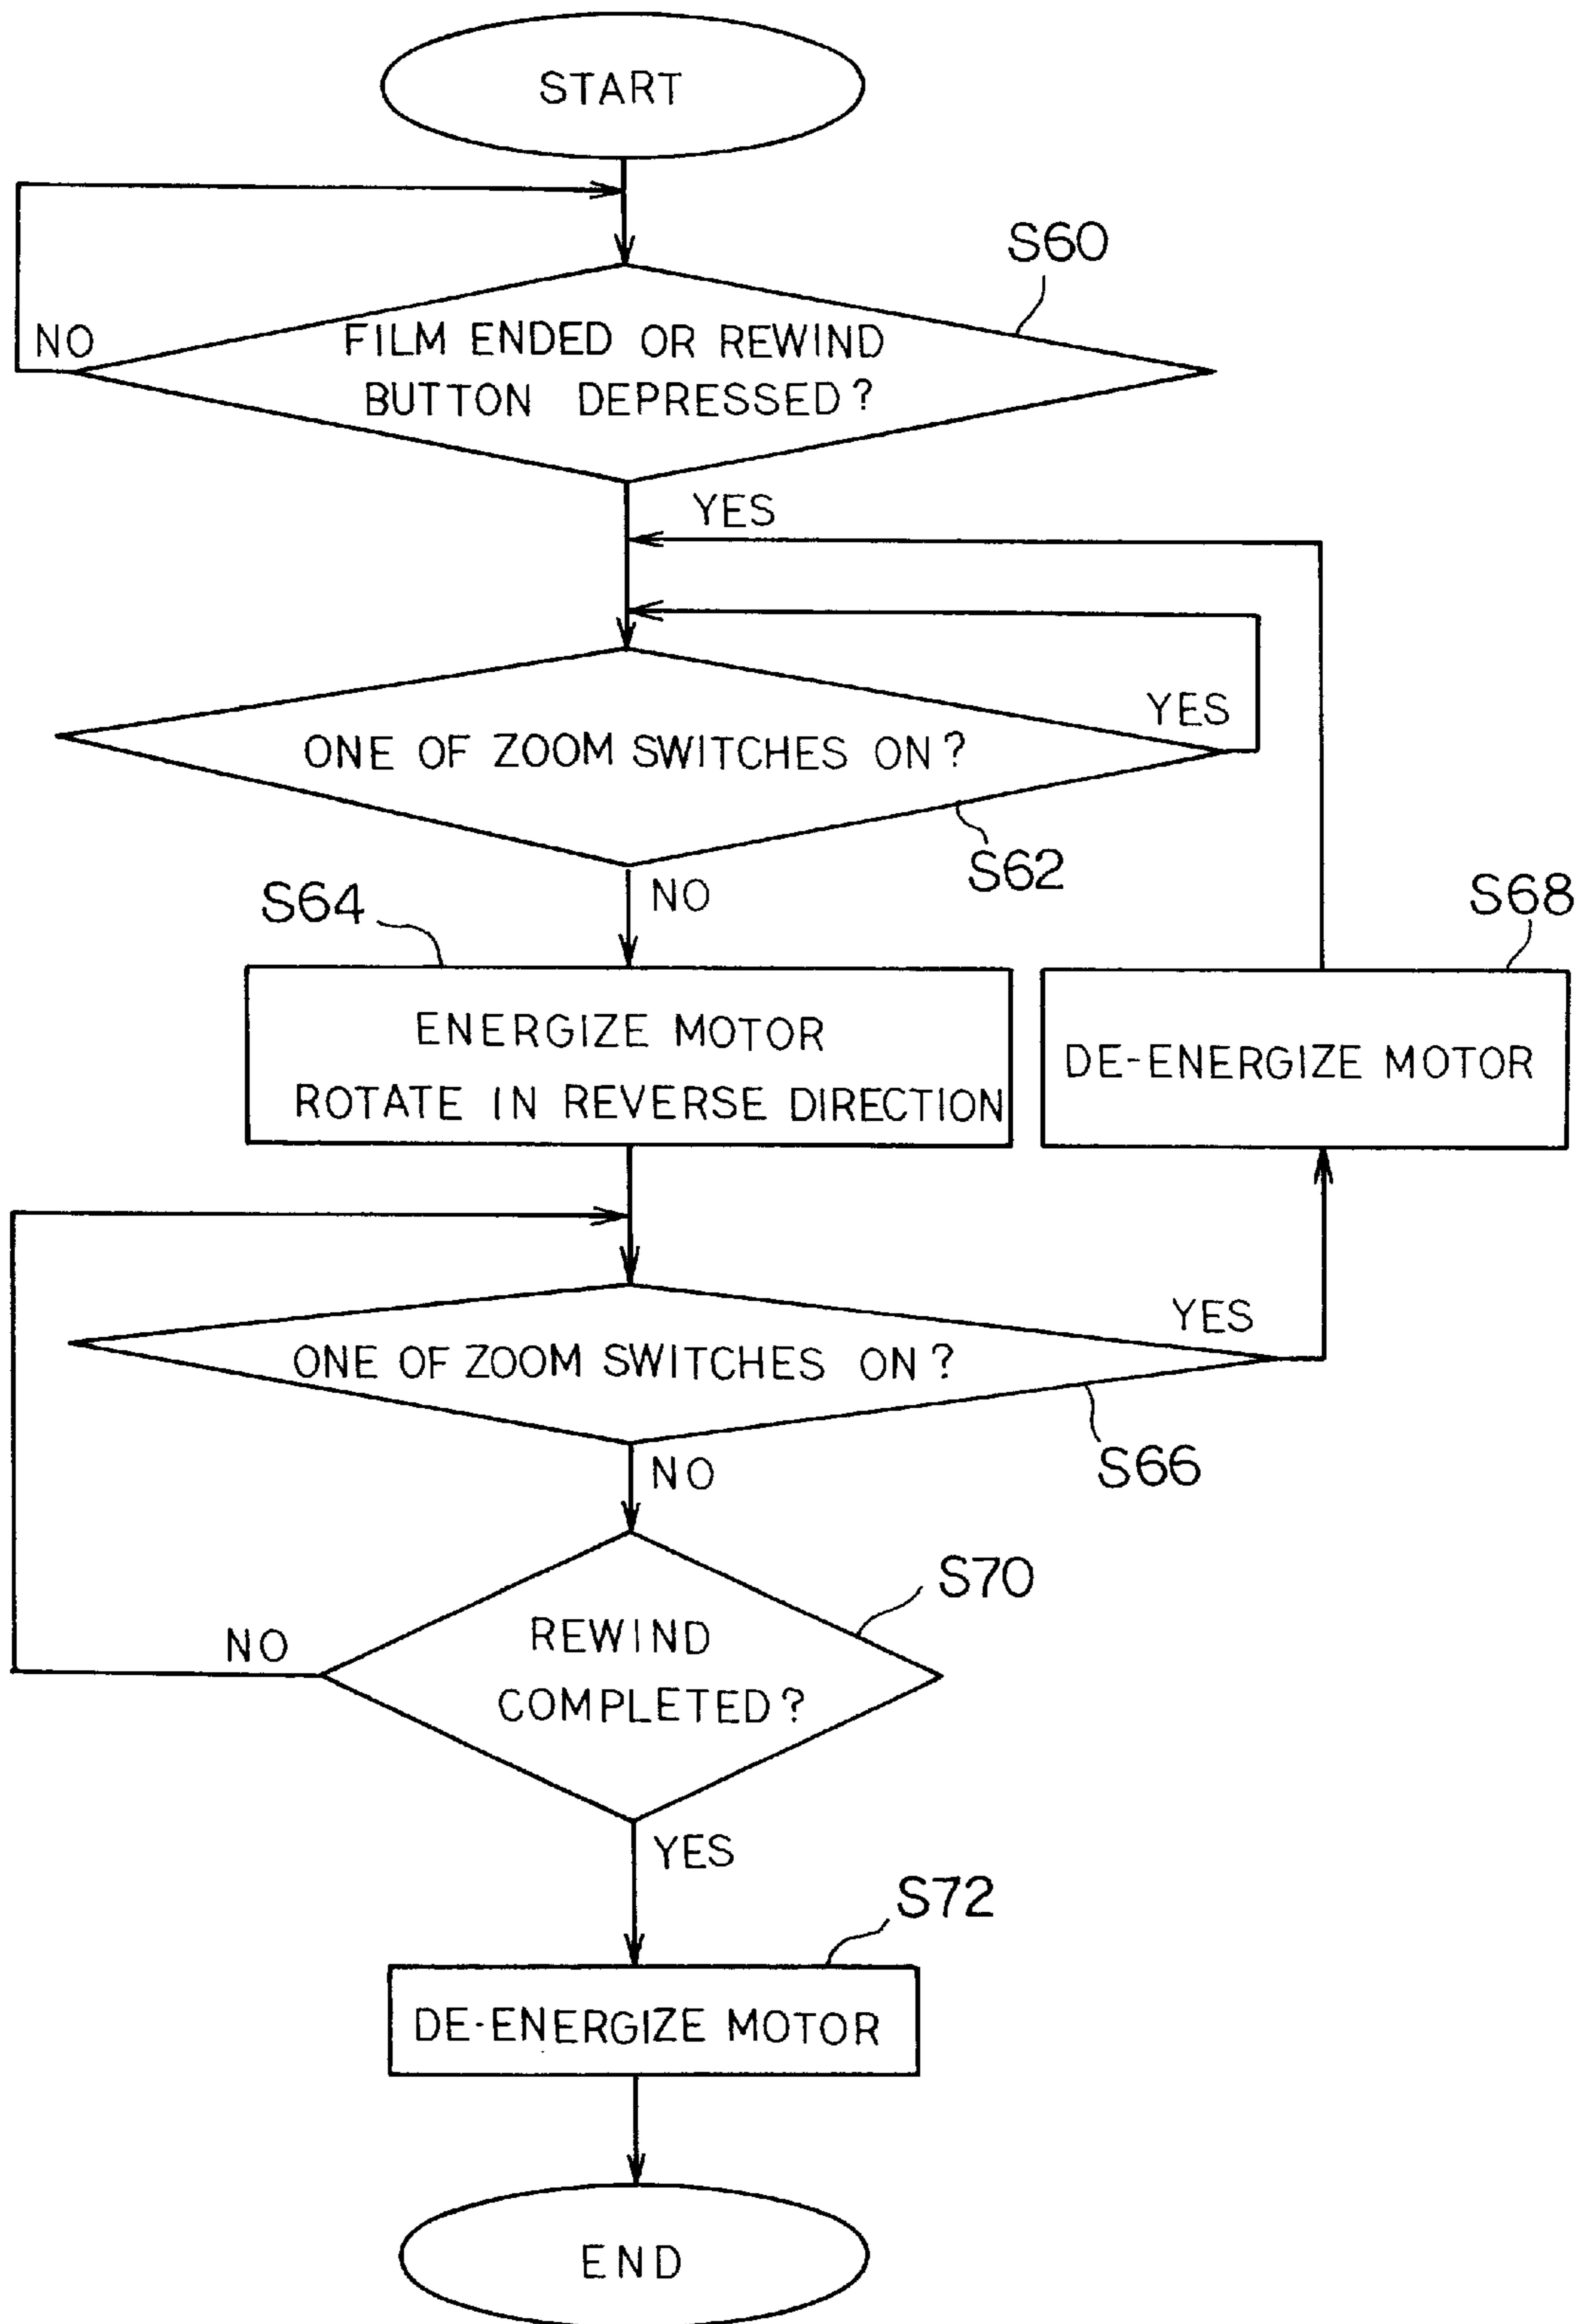 START
S60
NO
FILM ENDED OR REWIND
BUTTON DEPRESSED?
YES
YES
ONE OF ZOOM SWITCHES ON?
S62
NO
S64
S68
ENERGIZE MOTOR
ROTATE IN REVERSE DIRECTION
DE-ENERGIZE MOTOR
YES
ONE OF ZOOM SWITCHES ON?
S66
NO
S70
NO
REWIND
COMPLETED?
YES
S72
DE-ENERGIZE MOTOR
END